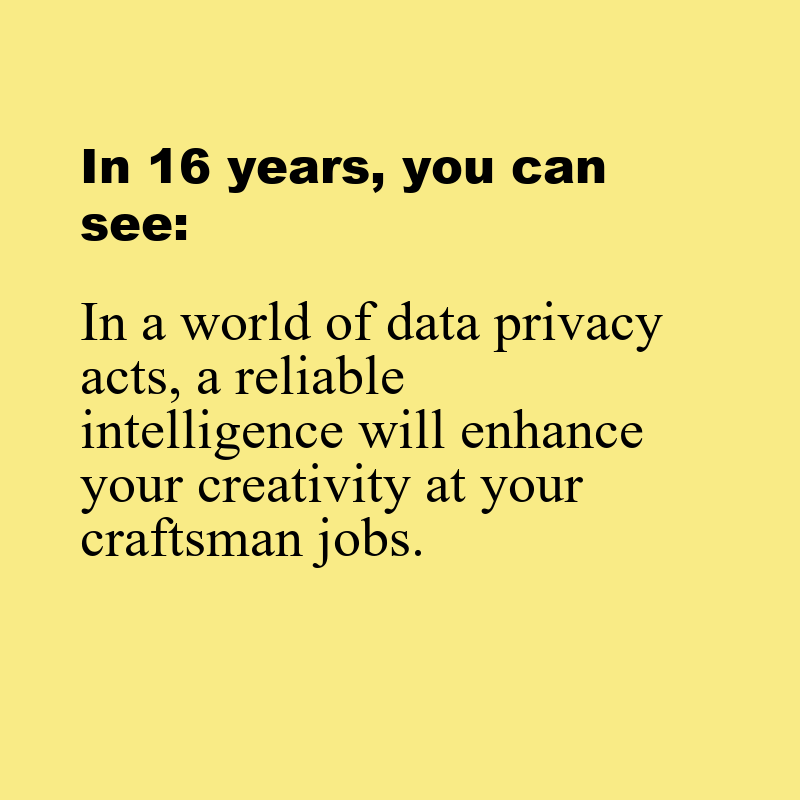 In 16 years, you can
see:
In a world of data privacy
acts, a reliable
intelligence will enhance
your creativity at your
craftsman jobs.